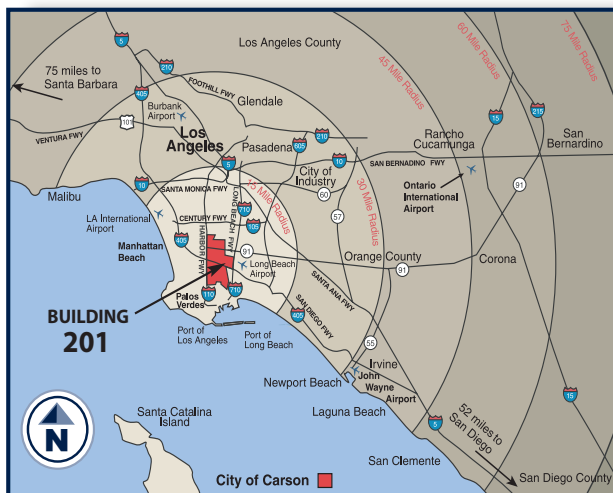 5
Los Angeles County
60 Mile Radius
75 Mile Radius
45 Mile Radius
210
75 miles to
Santa Barbara
FOOTHILL FWY
405
Glendale
Burbank
Airport
101
VENTURA FWY
Los
Angeles
Pasadena
605
210
15
215
Rancho
Cucamunga
San
Bernardino
5
10
SAN BERNADINO FWY
10
Malibu
SANTA MONICA FWY
City of
Industry
60
Ontario
International
Airport
91
15 Mile Radius
30 Mile Radius
57
LA International
Airport
CENTURY FWY
710
105
HARBOR FWY
LONG BEACH FWY
405
Manhattan
Beach
91
Long Beach
Airport
Orange County
91
Corona
SANTA ANA FWY
Palos
Verdes
110
710
SAN DIEGO FWY
405
BUILDING
201
Port of
Los Angeles
Port of
Long Beach
55
Irvine
John
Wayne
Airport
Newport Beach
Laguna Beach
15
5
52 miles to
San Diego
N
Santa Catalina
Island
San Clemente
City of Carson
San Diego County